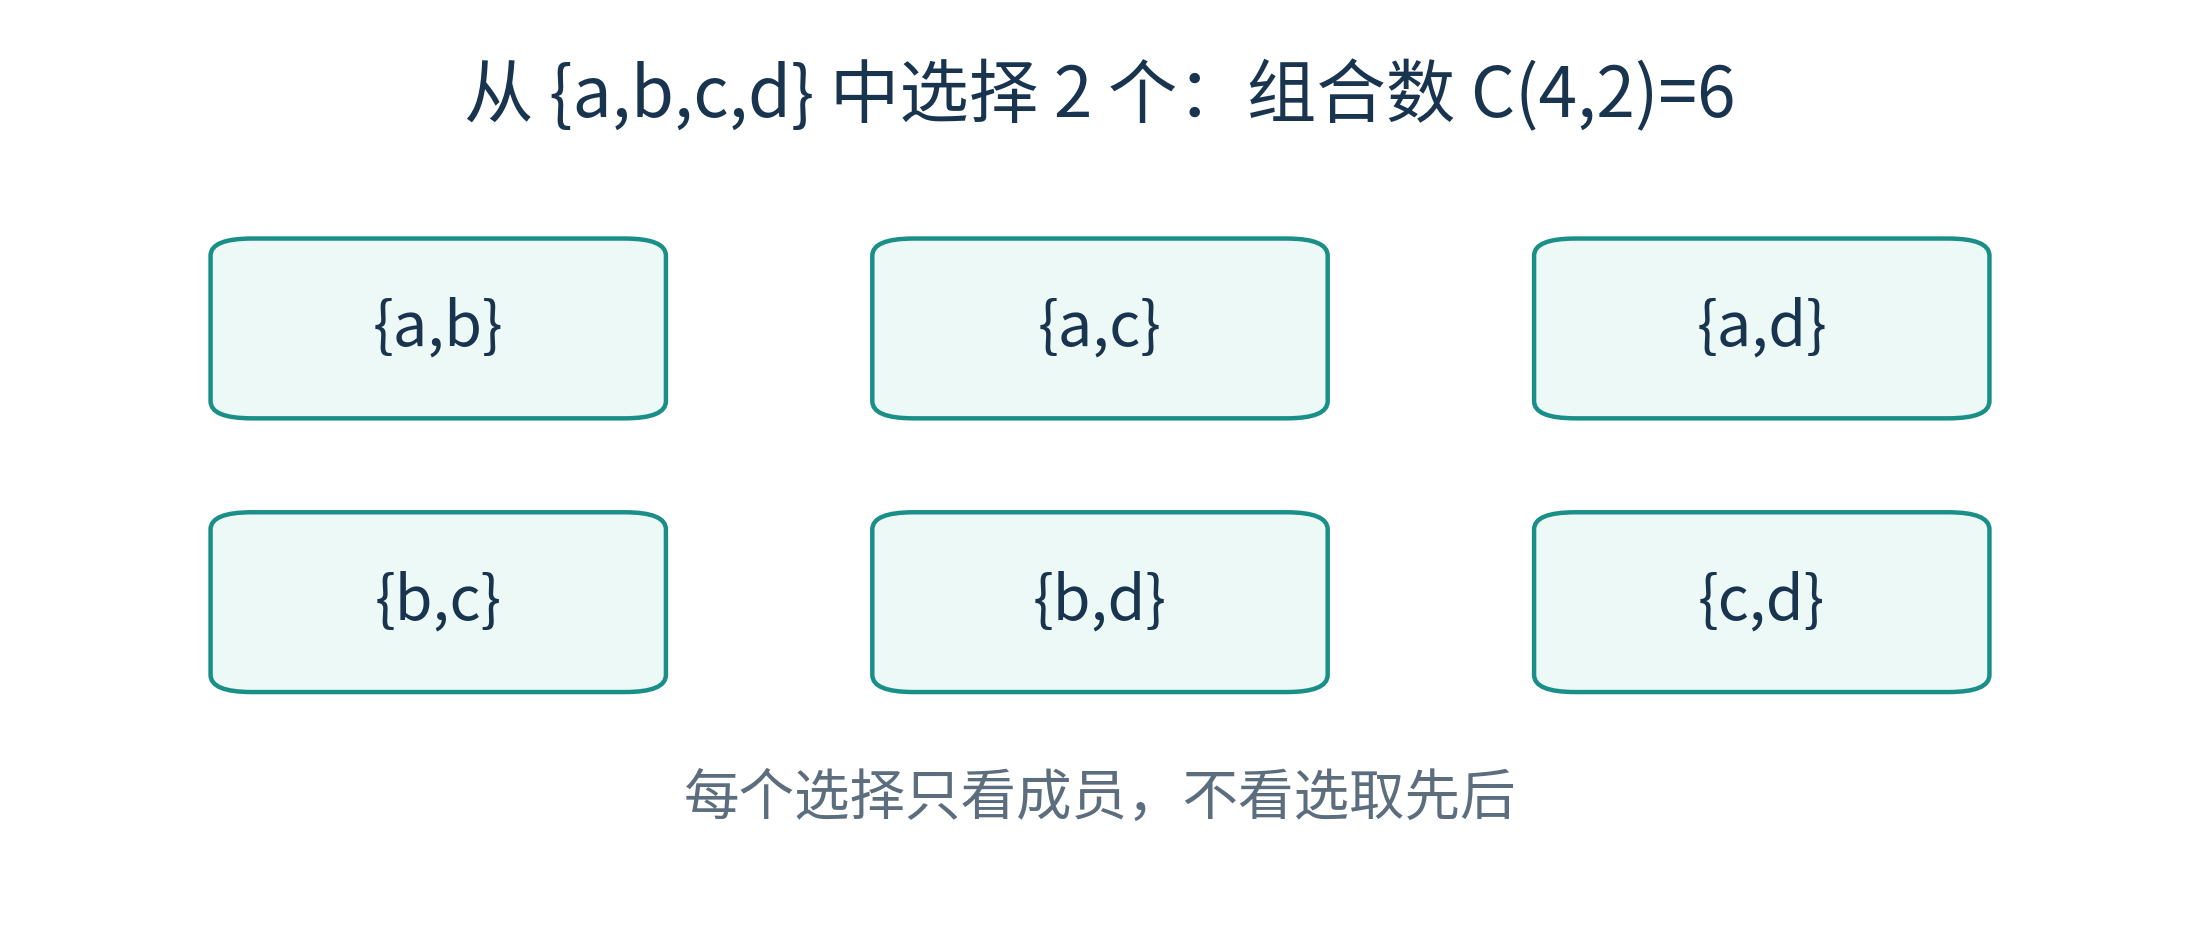 从 {a,b,c,d} 中选择 2 个：组合数 C(4,2)=6
{a,b}
{a,c}
{a,d}
{b,c}
{b,d}
{c,d}
每个选择只看成员，不看选取先后